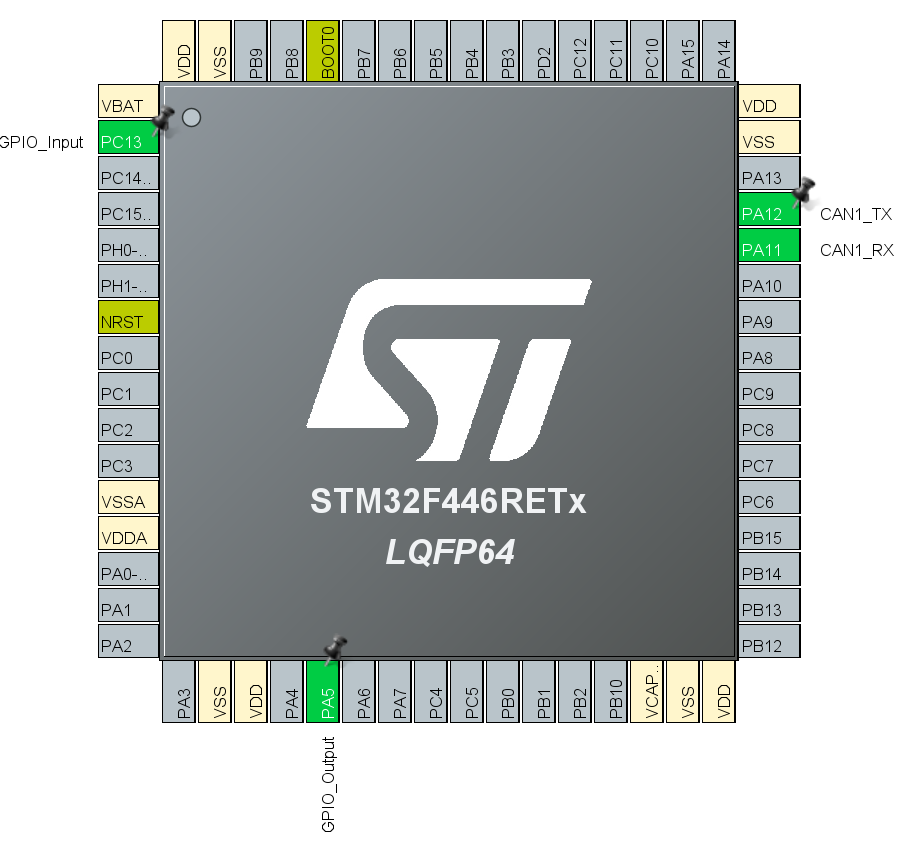 VDD
VSS
PB9
PB8
BOOT0
PB7
PB6
PB5
PB4
PB3
PD2
PC12
PC11
PC10
PA15
PA14
VBAT
GPIO_Input
PC13
PC14..
PC15..
PH0-..
PH1-..
NRST
PC0
PC1
PC2
PC3
VSSA
VDDA
PA0-..
PA1
PA2
STM32F446RETx
LQFP64
VDD
VSS
PA13
PA12
CAN1_TX
PA11
CAN1_RX
PA10
PA9
PA8
PC9
PC8
PC7
PC6
PB15
PB14
PB13
PB12
PA3
VSS
VDD
PA4
PA5
PA6
PA7
PC4
PC5
PB0
PB1
PB2
PB10
VCAP..
VSS
VDD
GPIO_Output